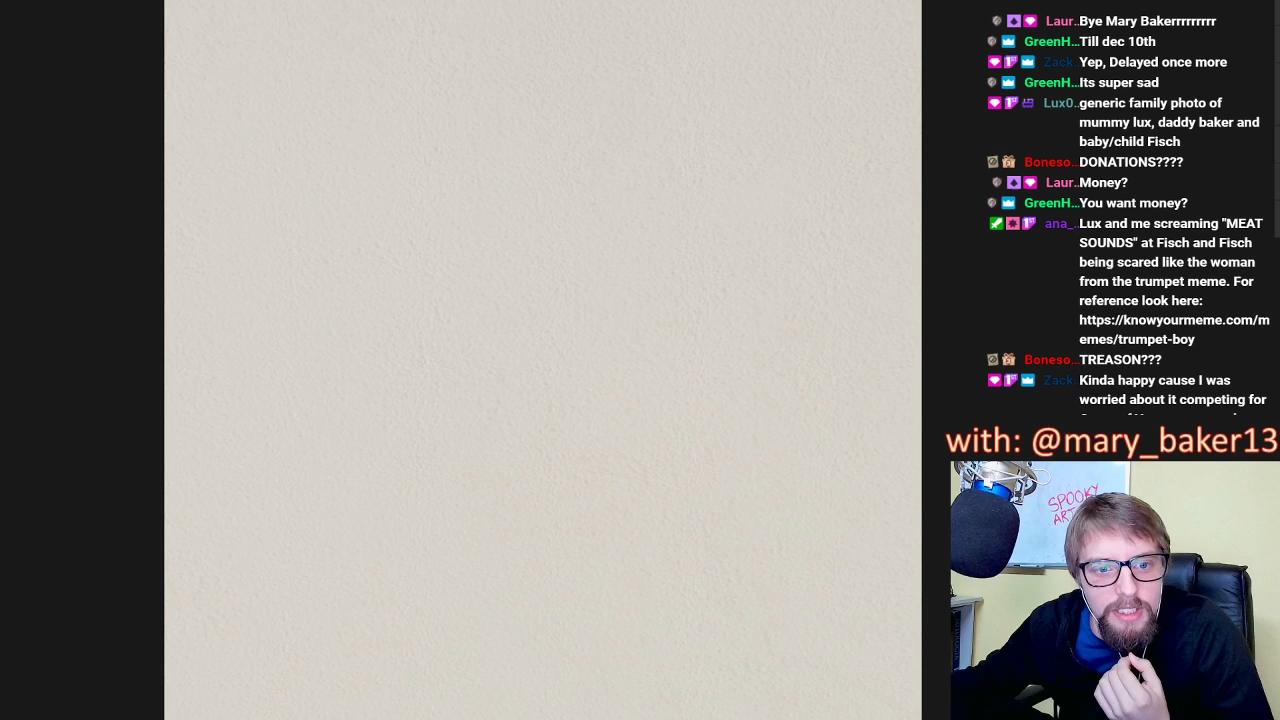 Laur..Bye Mary Bakerrrrrrrr
GreenH...Till dec 10th
Zack..Yep, Delayed once more
GreenH...Its super sad
Lux0..generic family photo of
mummy lux, daddy baker and
baby/child Fisch
Boneso...DONATIONS????
Laur..Money?
GreenH...You want money?
ana_..Lux and me screaming "MEAT
SOUNDS" at Fisch and Fisch
being scared like the woman
from the trumpet meme. For
reference look here:
https://knowyourmeme.com/m
emes/trumpet-boy
Boneso...TREASON???
Zack..Kinda happy cause I was
worried about it competing for
with: @mary_baker13
SPOOKY
ART